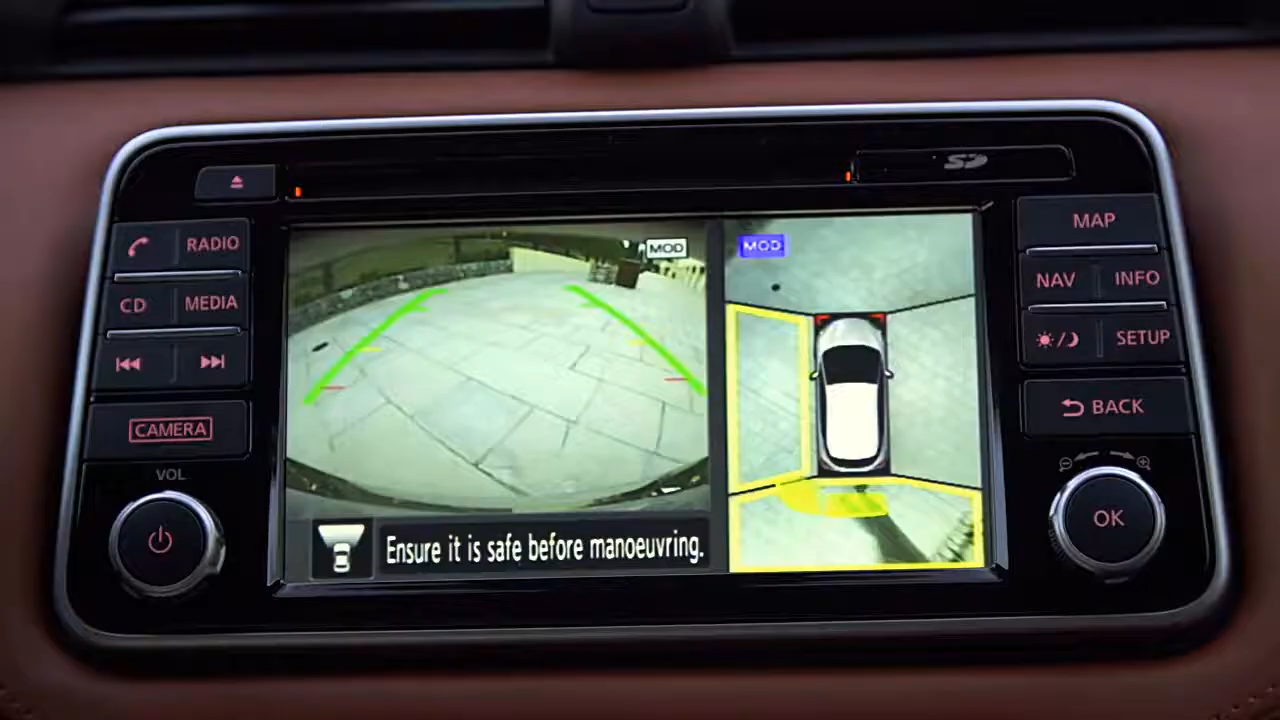 SD
RADIO
CD
MEDIA
CAMERA
VOL
MOD
MOD
Ensure it is safe before manoeuvring.
MAP
NAV
INFO
SETUP
BACK
OK